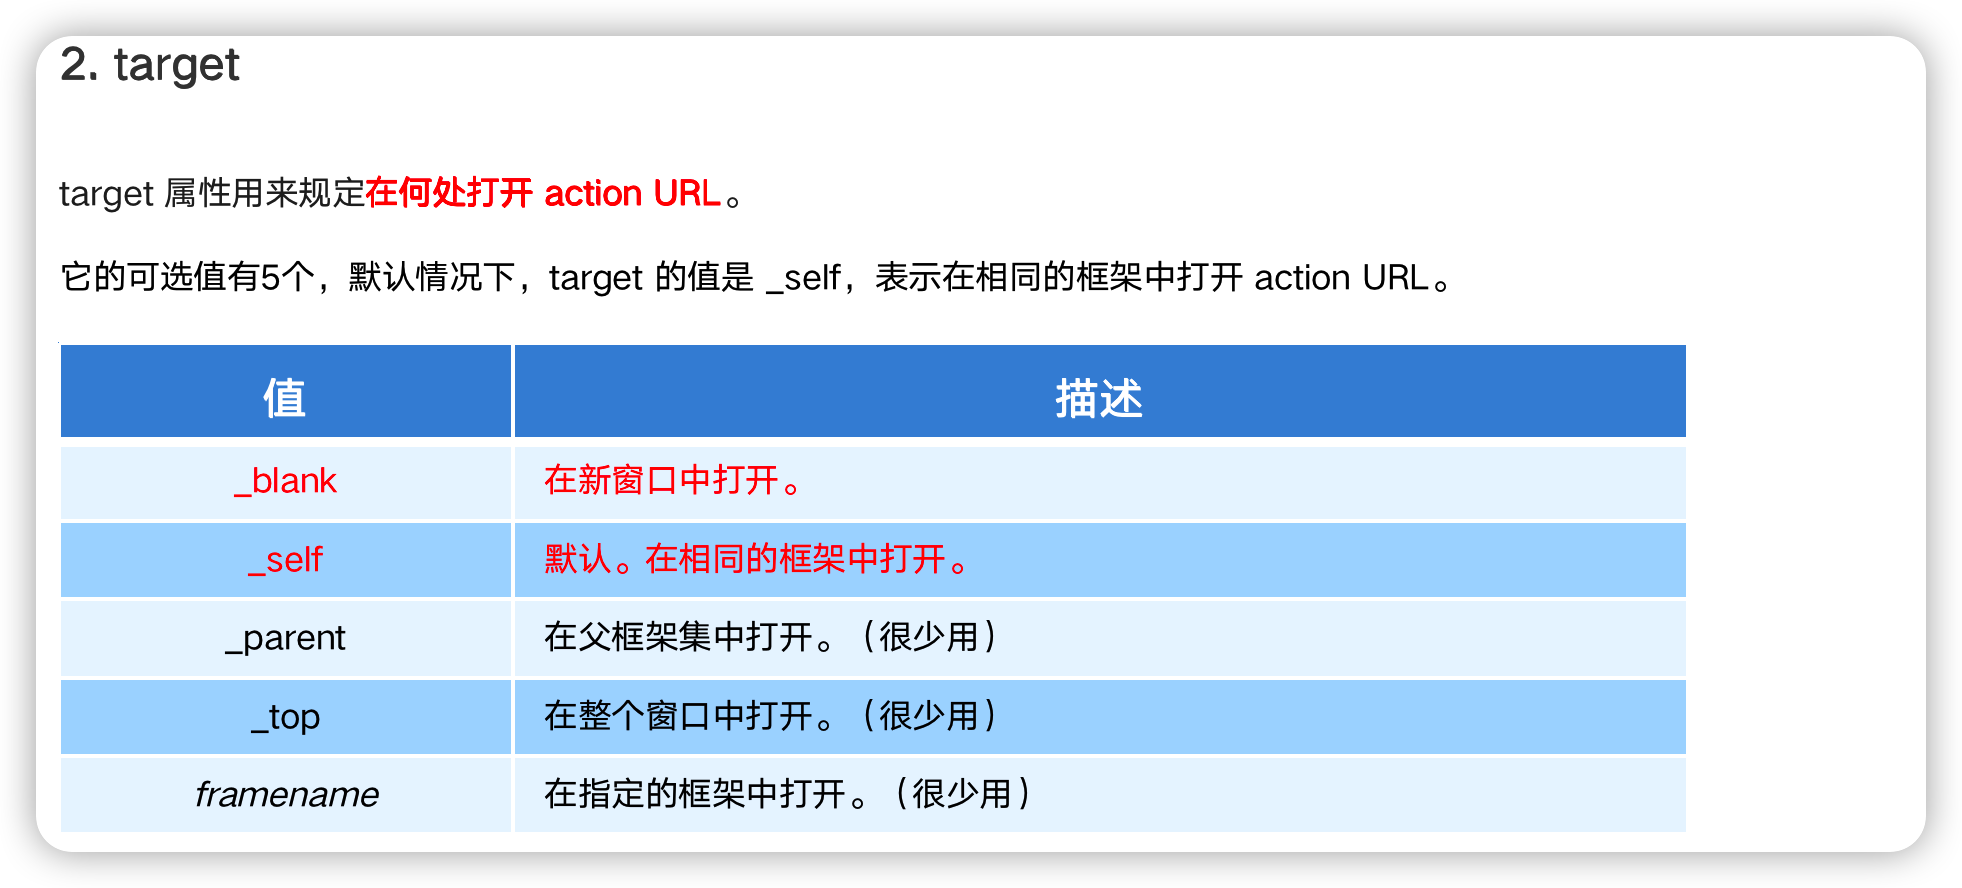 2. target
target 属性用来规定在何处打开 action URL。
它的可选值有5个，默认情况下，target 的值是 _self，表示在相同的框架中打开 action URL。
值 描述
_blank 在新窗口中打开。
_self 默认。在相同的框架中打开。
_parent 在父框架集中打开。（很少用）
_top 在整个窗口中打开。（很少用）
framename 在指定的框架中打开。（很少用）